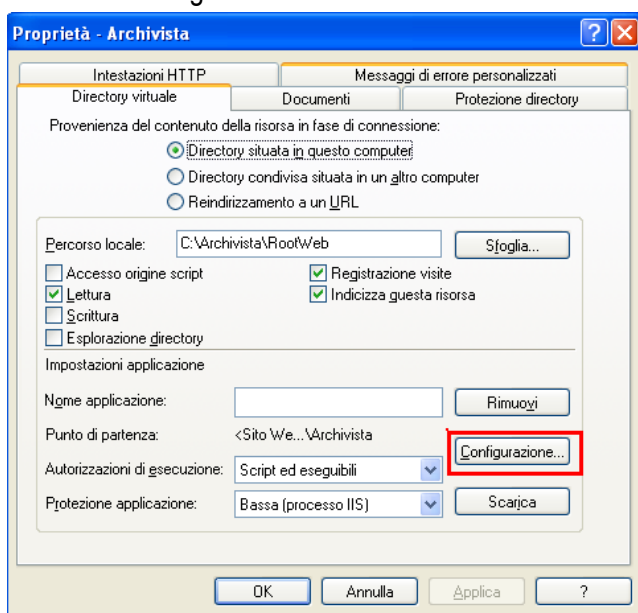 Proprietà - Archivista
Intestazioni HTTP Messaggi di errore personalizzati
Directory virtuale Documenti Protezione directory
Provenienza del contenuto della risorsa in fase di connessione:
Directory situata in questo computer
Directory condivisa situata in un altro computer
Reindirizzamento a un URL
Percorso locale: C:\Archivista\RootWeb Sfoglia...
Accesso origine script Registrazione visite
Lettura Indicizza questa risorsa
Scrittura
Esplorazione directory
Impostazioni applicazione
Nome applicazione: Rimuovi
Punto di partenza: <Sito We...\Archivista
Configurazione...
Autorizzazioni di esecuzione: Script ed eseguibili
Protezione applicazione: Bassa (processo IIS) Scarica
OK Annulla Applica ?